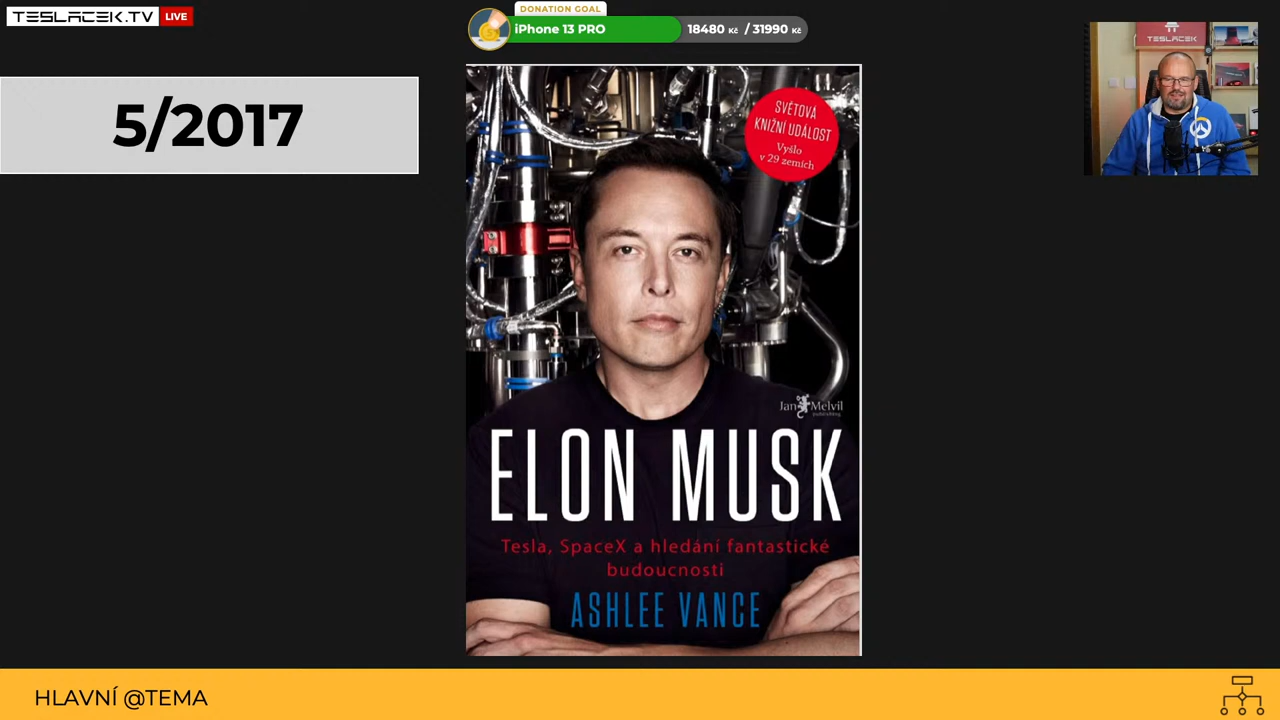 TESLACEK.TV LIVE
DONATION GOAL
iPhone 13 PRO 18480 Kč / 31990 Kč
TESLACEK
5/2017
SVĚTOVÁ
KNIŽNÍ UDÁLOST
Vyšlo
v 29 zemích
Jan Melvil
publishing
ELON MUSK
Tesla, SpaceX a hledání fantastické
budoucnosti
ASHLEE VANCE
HLAVNÍ @TEMA